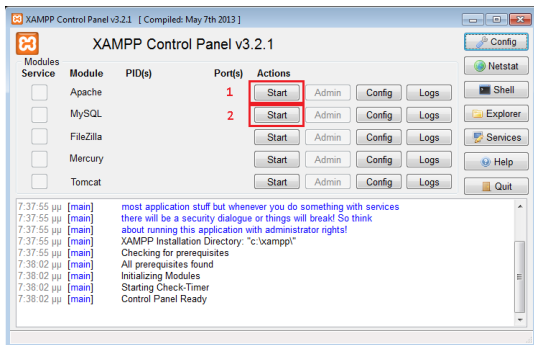 XAMPP Control Panel v3.2.1 [ Compiled: May 7th 2013 ]
XAMPP Control Panel v3.2.1
Config
Modules
Service Module PID(s) Port(s) Actions
Netstat
Apache 1 Start Admin Config Logs
Shell
MySQL 2 Start Admin Config Logs
Explorer
FileZilla Start Admin Config Logs
Services
Mercury Start Admin Config Logs
Help
Tomcat Start Admin Config Logs
Quit
7:37:55 μμ [main] most application stuff but whenever you do something with services
7:37:55 μμ [main] there will be a security dialogue or things will break! So think
7:37:55 μμ [main] about running this application with administrator rights!
7:37:55 μμ [main] XAMPP Installation Directory: "c:\xampp\"
7:37:55 μμ [main] Checking for prerequisites
7:38:02 μμ [main] All prerequisites found
7:38:02 μμ [main] Initializing Modules
7:38:02 μμ [main] Starting Check-Timer
7:38:02 μμ [main] Control Panel Ready